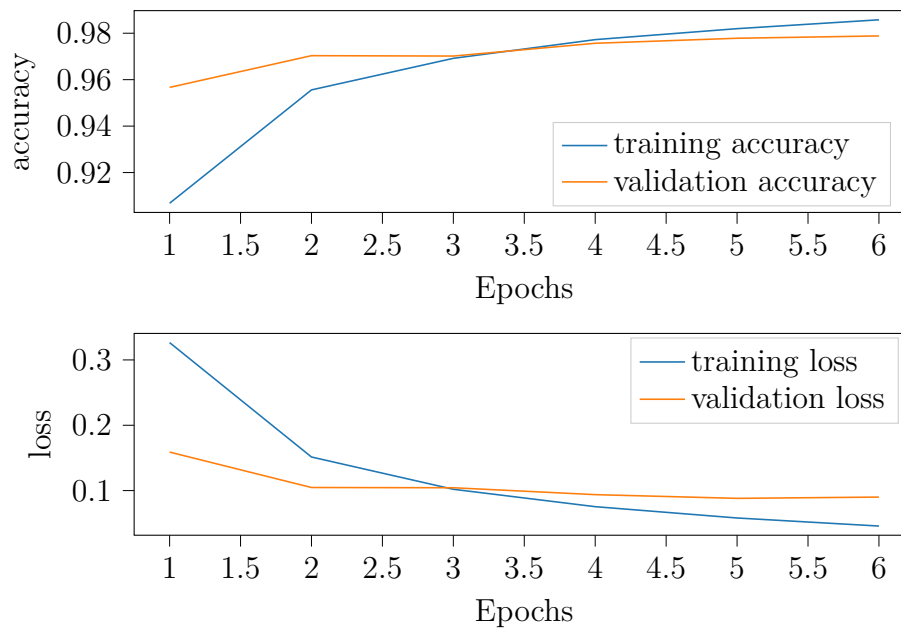 0.98
0.96
0.94
0.92
accuracy
training accuracy
validation accuracy
1 1.5 2 2.5 3 3.5 4 4.5 5 5.5 6
Epochs
0.3
0.2
0.1
loss
training loss
validation loss
1 1.5 2 2.5 3 3.5 4 4.5 5 5.5 6
Epochs